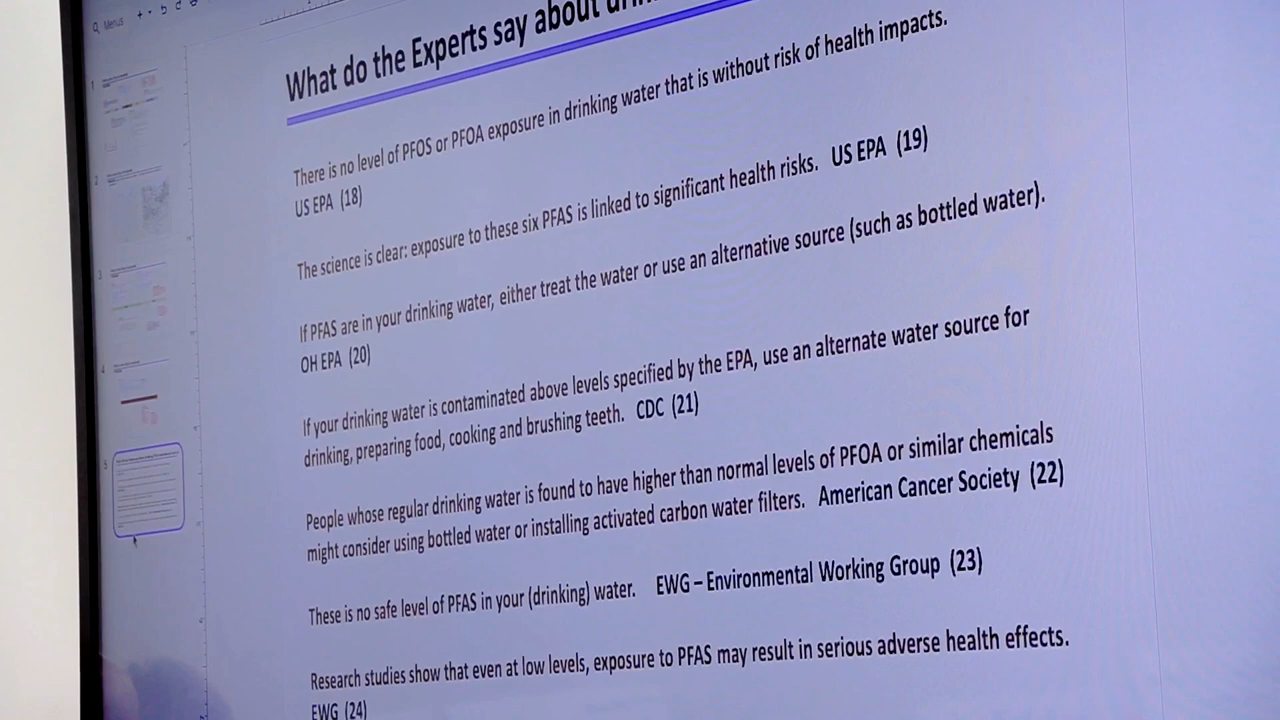 Menus
What do the Experts say about
There is no level of PFOS or PFOA exposure in drinking water that is without risk of health impacts.
US EPA (18)
The science is clear: exposure to these six PFAS is linked to significant health risks. US EPA (19)
If PFAS are in your drinking water, either treat the water or use an alternative source (such as bottled water).
OH EPA (20)
If your drinking water is contaminated above levels specified by the EPA, use an alternate water source for
drinking, preparing food, cooking and brushing teeth. CDC (21)
People whose regular drinking water is found to have higher than normal levels of PFOA or similar chemicals
might consider using bottled water or installing activated carbon water filters. American Cancer Society (22)
These is no safe level of PFAS in your (drinking) water. EWG – Environmental Working Group (23)
Research studies show that even at low levels, exposure to PFAS may result in serious adverse health effects.
EWG (24)
1
2
3
4
5